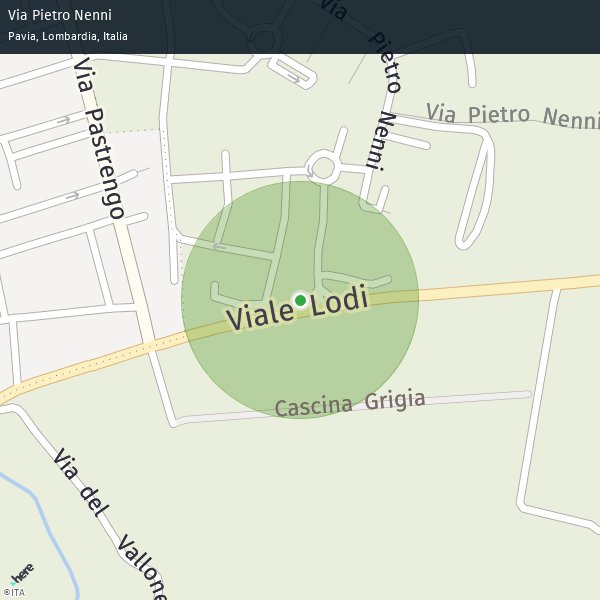 Via Pietro Nenni
Pavia, Lombardia, Italia
Via Pietro Nenni
Via Pastrengo
Via Pietro Nenni
Viale Lodi
Cascina Grigia
Via del Vallone
here
©ITA